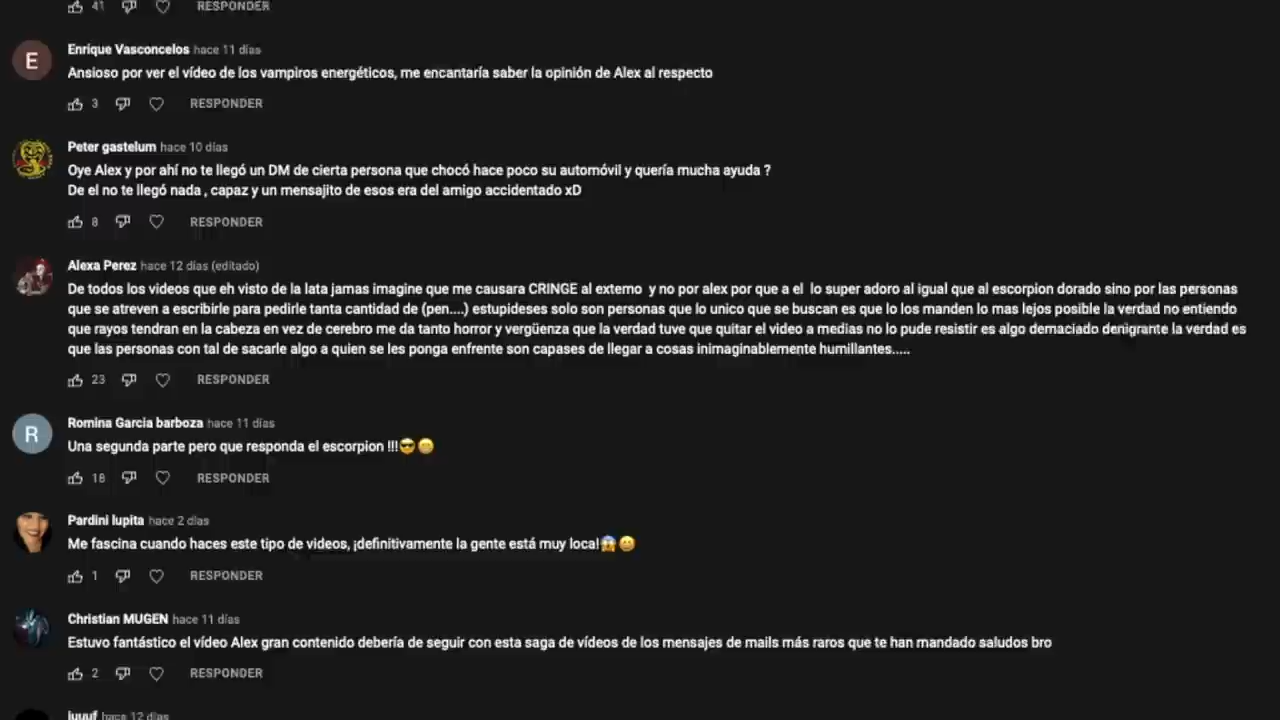 41 RESPONDER
E Enrique Vasconcelos hace 11 días
Ansioso por ver el vídeo de los vampiros energéticos, me encantaría saber la opinión de Alex al respecto
3 RESPONDER
Peter gastelum hace 10 días
Oye Alex y por ahí no te llegó un DM de cierta persona que chocó hace poco su automóvil y quería mucha ayuda ?
De el no te llegó nada , capaz y un mensajito de esos era del amigo accidentado xD
8 RESPONDER
Alexa Perez hace 12 días (editado)
De todos los videos que eh visto de la lata jamas imagine que me causara CRINGE al extemo y no por alex por que a el lo super adoro al igual que al escorpion dorado sino por las personas
que se atreven a escribirle para pedirle tanta cantidad de (pen....) estupideses solo son personas que lo unico que se buscan es que lo los manden lo mas lejos posible la verdad no entiendo
que rayos tendran en la cabeza en vez de cerebro me da tanto horror y vergüenza que la verdad tuve que quitar el video a medias no lo pude resistir es algo demaciado denigrante la verdad es
que las personas con tal de sacarle algo a quien se les ponga enfrente son capases de llegar a cosas inimaginablemente humillantes.....
23 RESPONDER
R Romina Garcia barboza hace 11 días
Una segunda parte pero que responda el escorpion !!!😎😁
18 RESPONDER
Pardini lupita hace 2 días
Me fascina cuando haces este tipo de videos, ¡definitivamente la gente está muy loca!😱😁
1 RESPONDER
Christian MUGEN hace 11 días
Estuvo fantástico el vídeo Alex gran contenido debería de seguir con esta saga de vídeos de los mensajes de mails más raros que te han mandado saludos bro
2 RESPONDER
hace 12 días